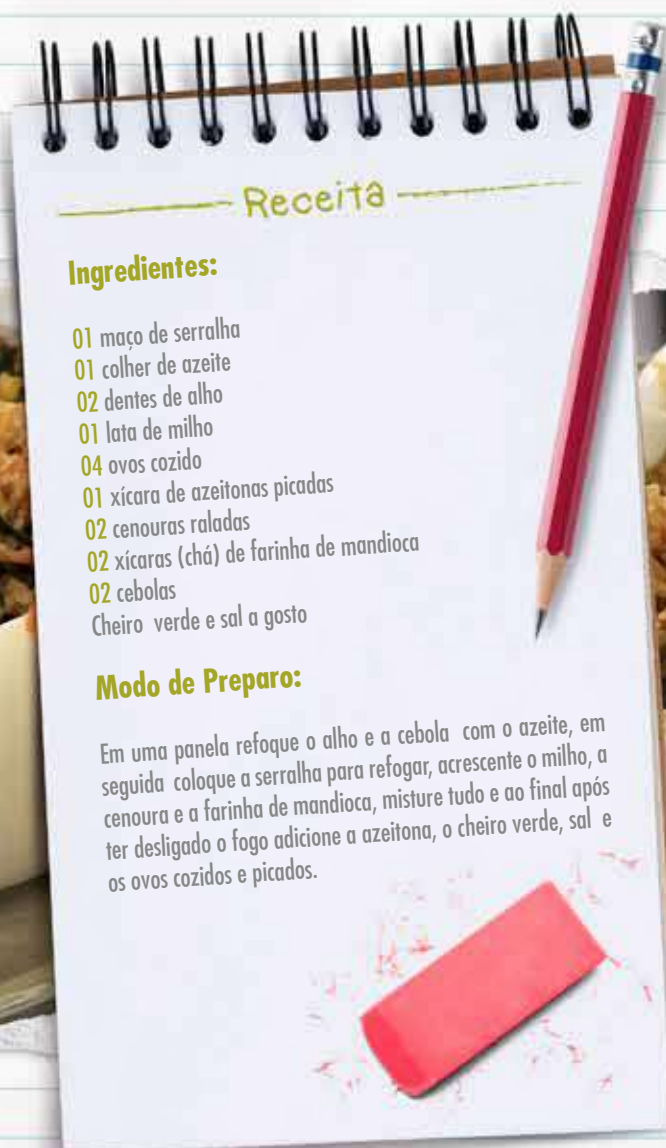 Receita
Ingredientes:
01 maço de serralha
01 colher de azeite
02 dentes de alho
01 lata de milho
04 ovos cozido
01 xícara de azeitonas picadas
02 cenouras raladas
02 xícaras (chá) de farinha de mandioca
02 cebolas
Cheiro verde e sal a gosto
Modo de Preparo:
Em uma panela refoque o alho e a cebola com o azeite, em
seguida coloque a serralha para refogar, acrescente o milho, a
cenoura e a farinha de mandioca, misture tudo e ao final após
ter desligado o fogo adicione a azeitona, o cheiro verde, sal e
os ovos cozidos e picados.